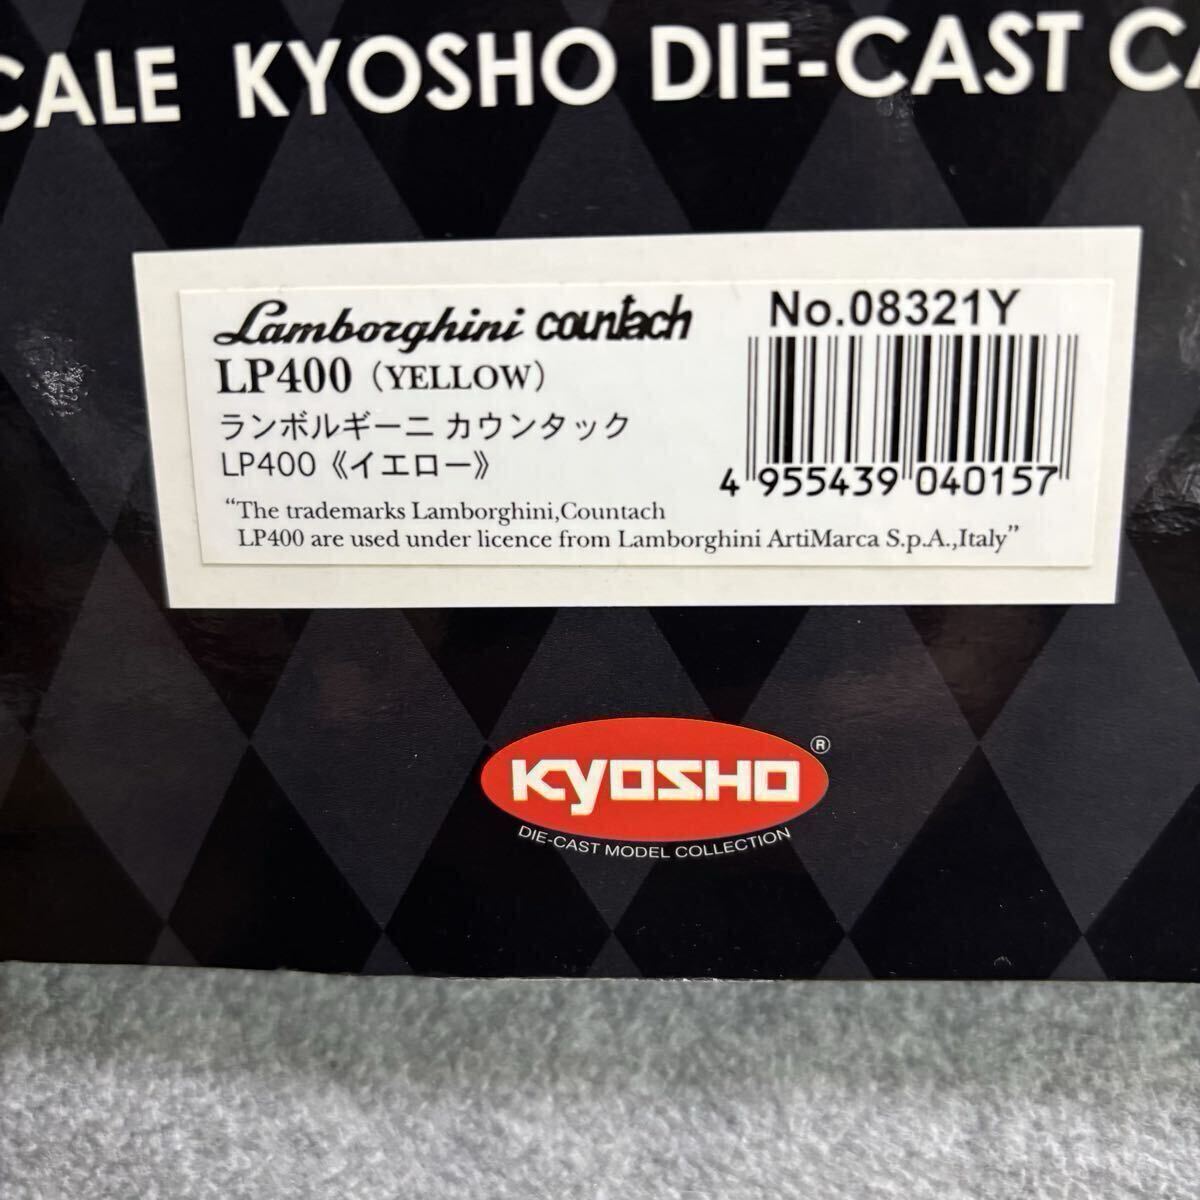 CALE KYOSHO DIE-CAST CA
Lamborghini countach
LP400 (YELLOW)
ランボルギーニ カウンタック
LP400《イエロー》
No.08321Y
4 955439 040157
“The trademarks Lamborghini,Countach
LP400 are used under licence from Lamborghini ArtiMarca S.p.A.,Italy”
KYOSHO ®
DIE-CAST MODEL COLLECTION